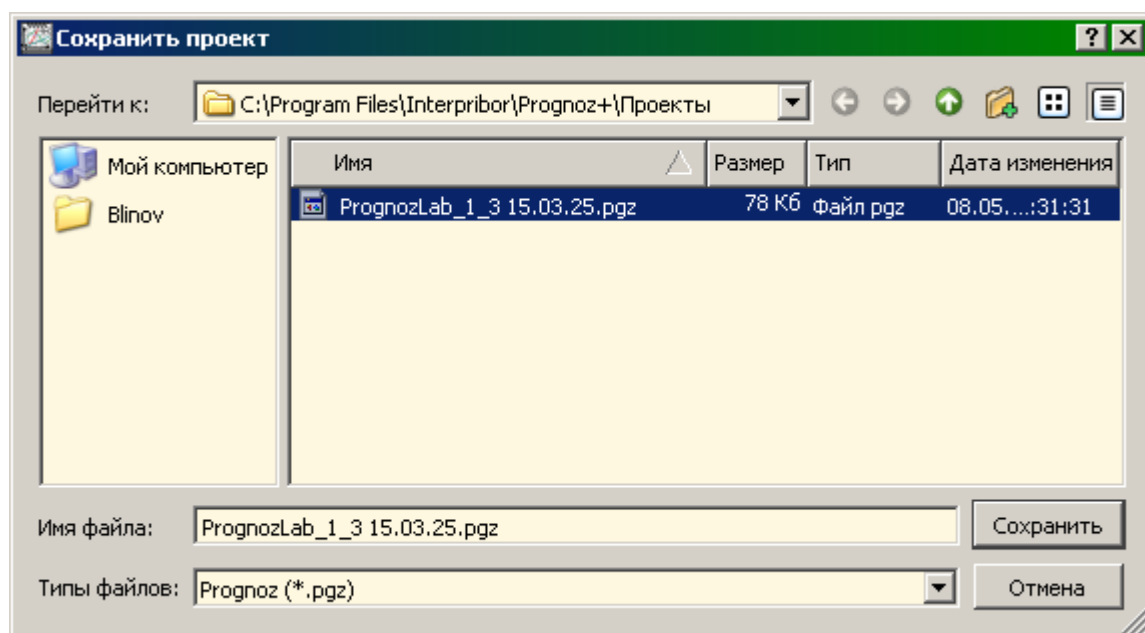 Сохранить проект
Перейти к: C:\Program Files\Interpribor\Prognoz+\Проекты
Мой компьютер
Blinov
Имя Размер Тип Дата изменения
PrognozLab_1_3 15.03.25.pgz 78 Кб Файл pgz 08.05....:31:31
Имя файла: PrognozLab_1_3 15.03.25.pgz Сохранить
Типы файлов: Prognoz (*.pgz) Отмена